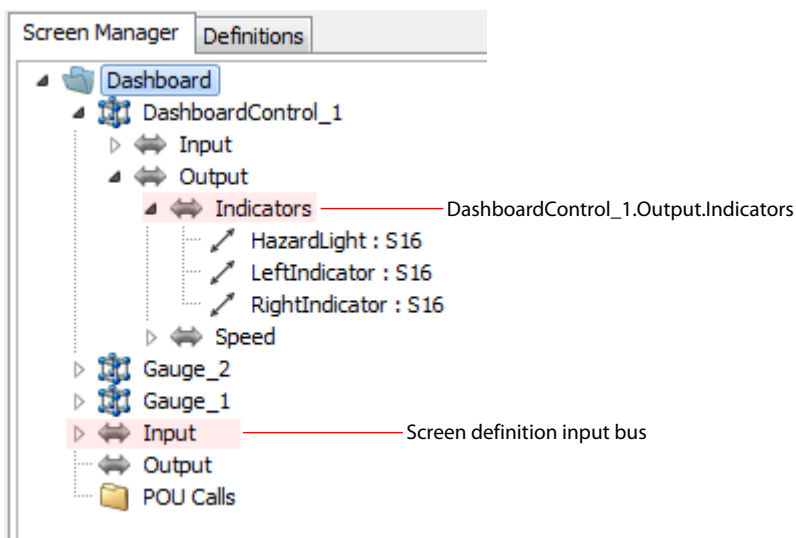 Screen Manager Definitions
Dashboard
DashboardControl_1
Input
Output
Indicators DashboardControl_1.Output.Indicators
HazardLight : S16
LeftIndicator : S16
RightIndicator : S16
Speed
Gauge_2
Gauge_1
Input Screen definition input bus
Output
POU Calls